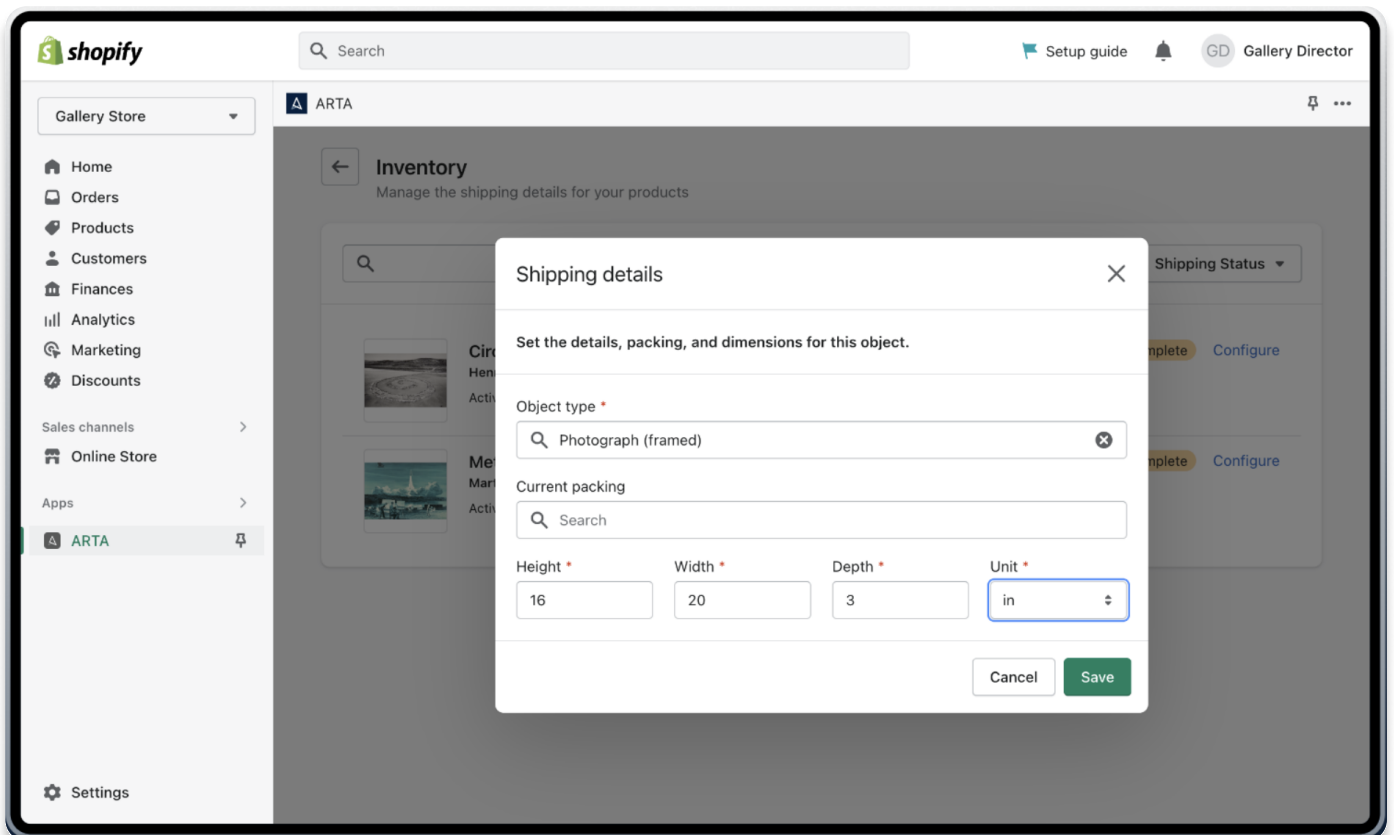 shopify
Search
Setup guide
GD
Gallery Director
Gallery Store
ARTA
Home
Orders
Products
Customers
Finances
Analytics
Marketing
Discounts
Sales channels
Online Store
Apps
ARTA
Settings
Inventory
Manage the shipping details for your products
Shipping Status
Configure
Configure
Shipping details
Set the details, packing, and dimensions for this object.
Object type *
Photograph (framed)
Current packing
Search
Height * Width * Depth * Unit *
16 20 3 in
Cancel Save